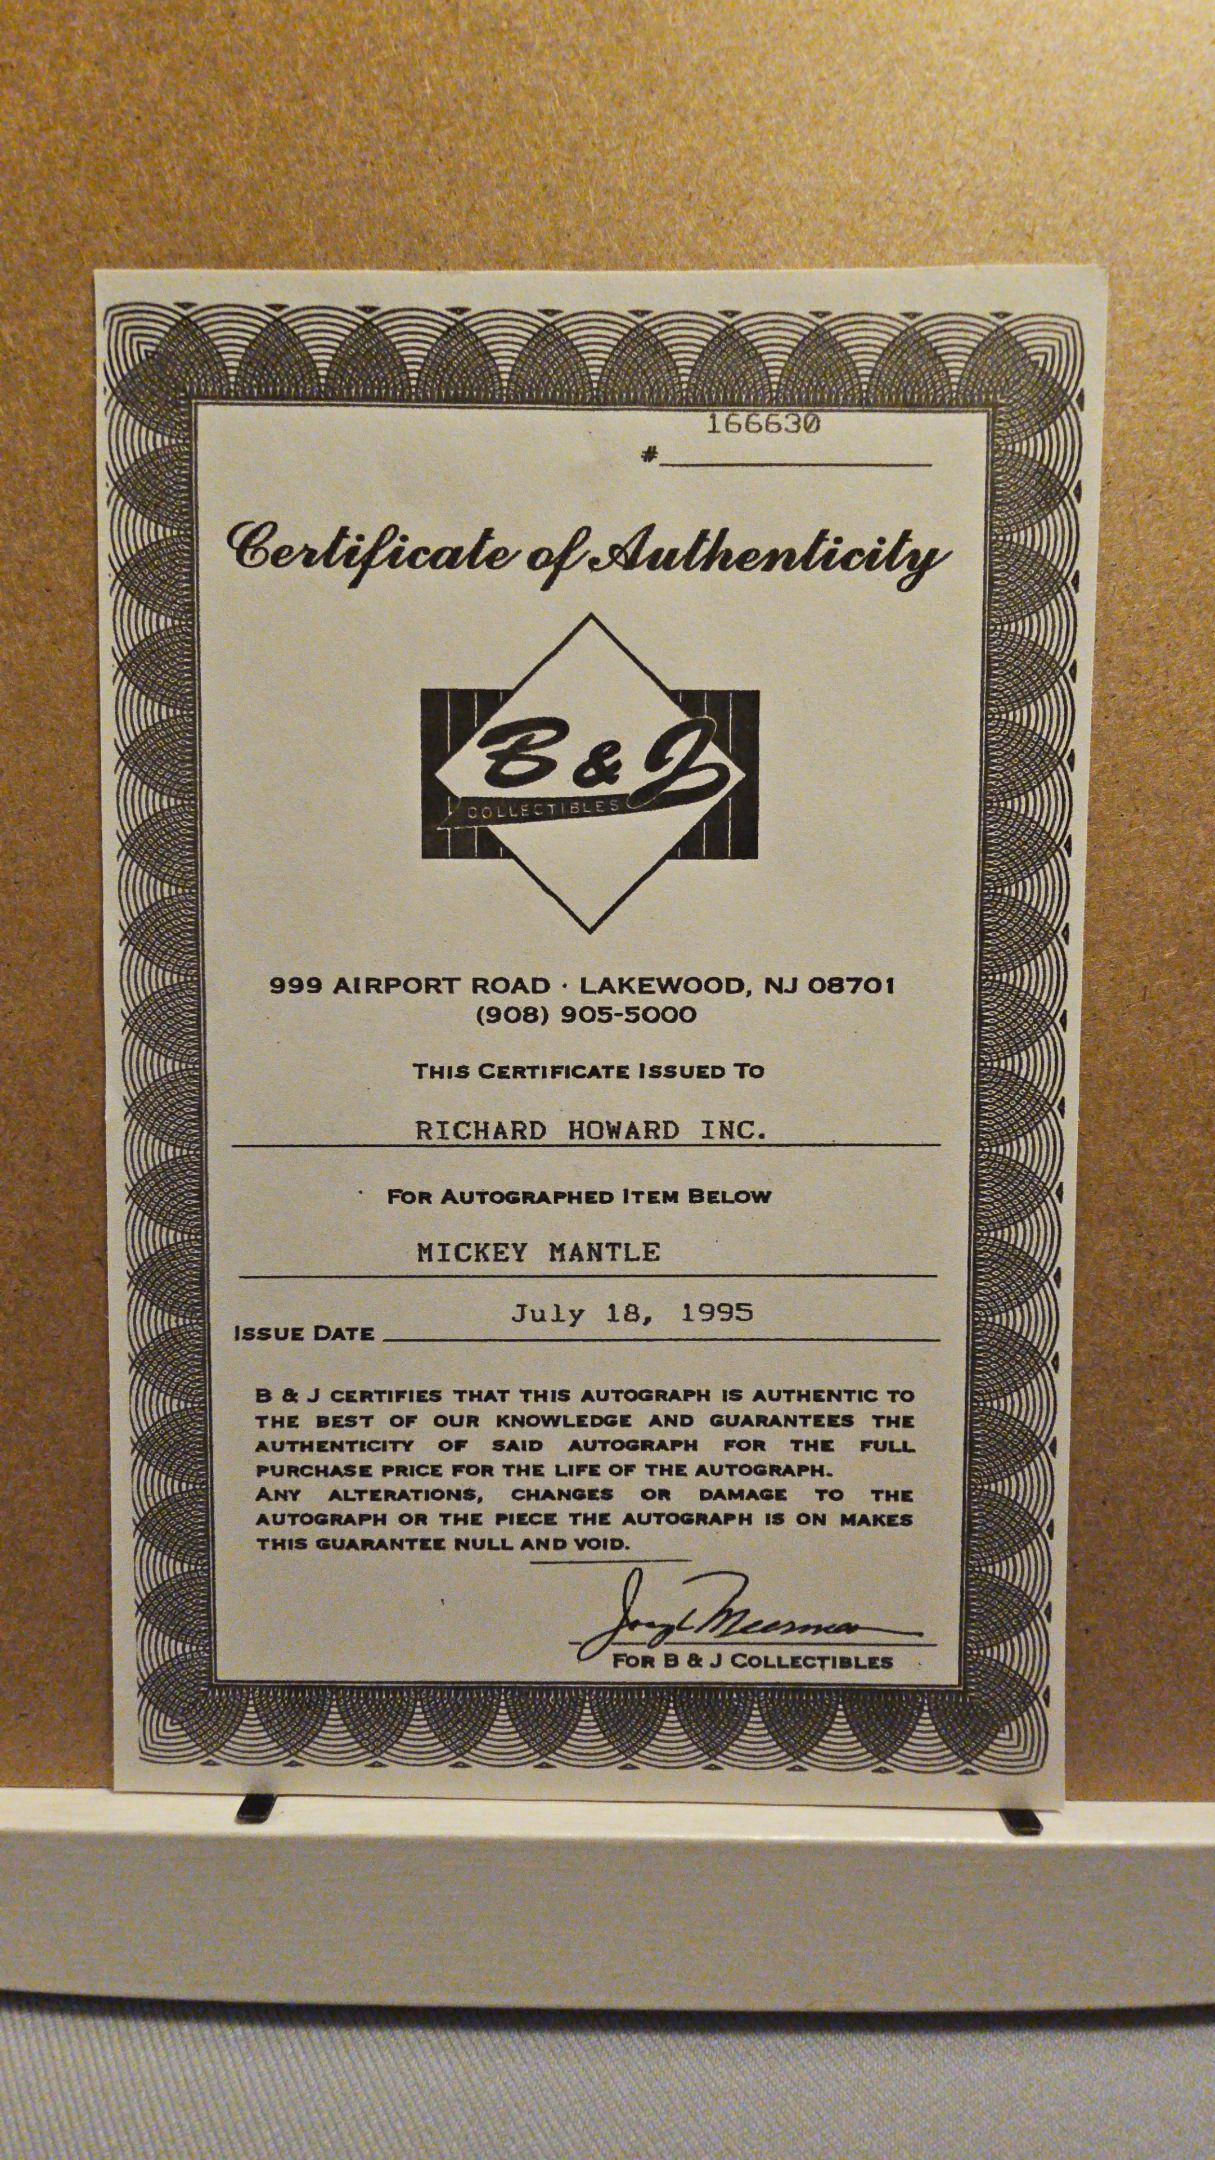 166630
#
Certificate of Authenticity
B & J
COLLECTIBLES
999 AIRPORT ROAD · LAKEWOOD, NJ 08701
(908) 905-5000
THIS CERTIFICATE ISSUED TO
RICHARD HOWARD INC.
FOR AUTOGRAPHED ITEM BELOW
MICKEY MANTLE
July 18, 1995
ISSUE DATE
B & J CERTIFIES THAT THIS AUTOGRAPH IS AUTHENTIC TO
THE BEST OF OUR KNOWLEDGE AND GUARANTEES THE
AUTHENTICITY OF SAID AUTOGRAPH FOR THE FULL
PURCHASE PRICE FOR THE LIFE OF THE AUTOGRAPH.
ANY ALTERATIONS, CHANGES OR DAMAGE TO THE
AUTOGRAPH OR THE PIECE THE AUTOGRAPH IS ON MAKES
THIS GUARANTEE NULL AND VOID.
FOR B & J COLLECTIBLES